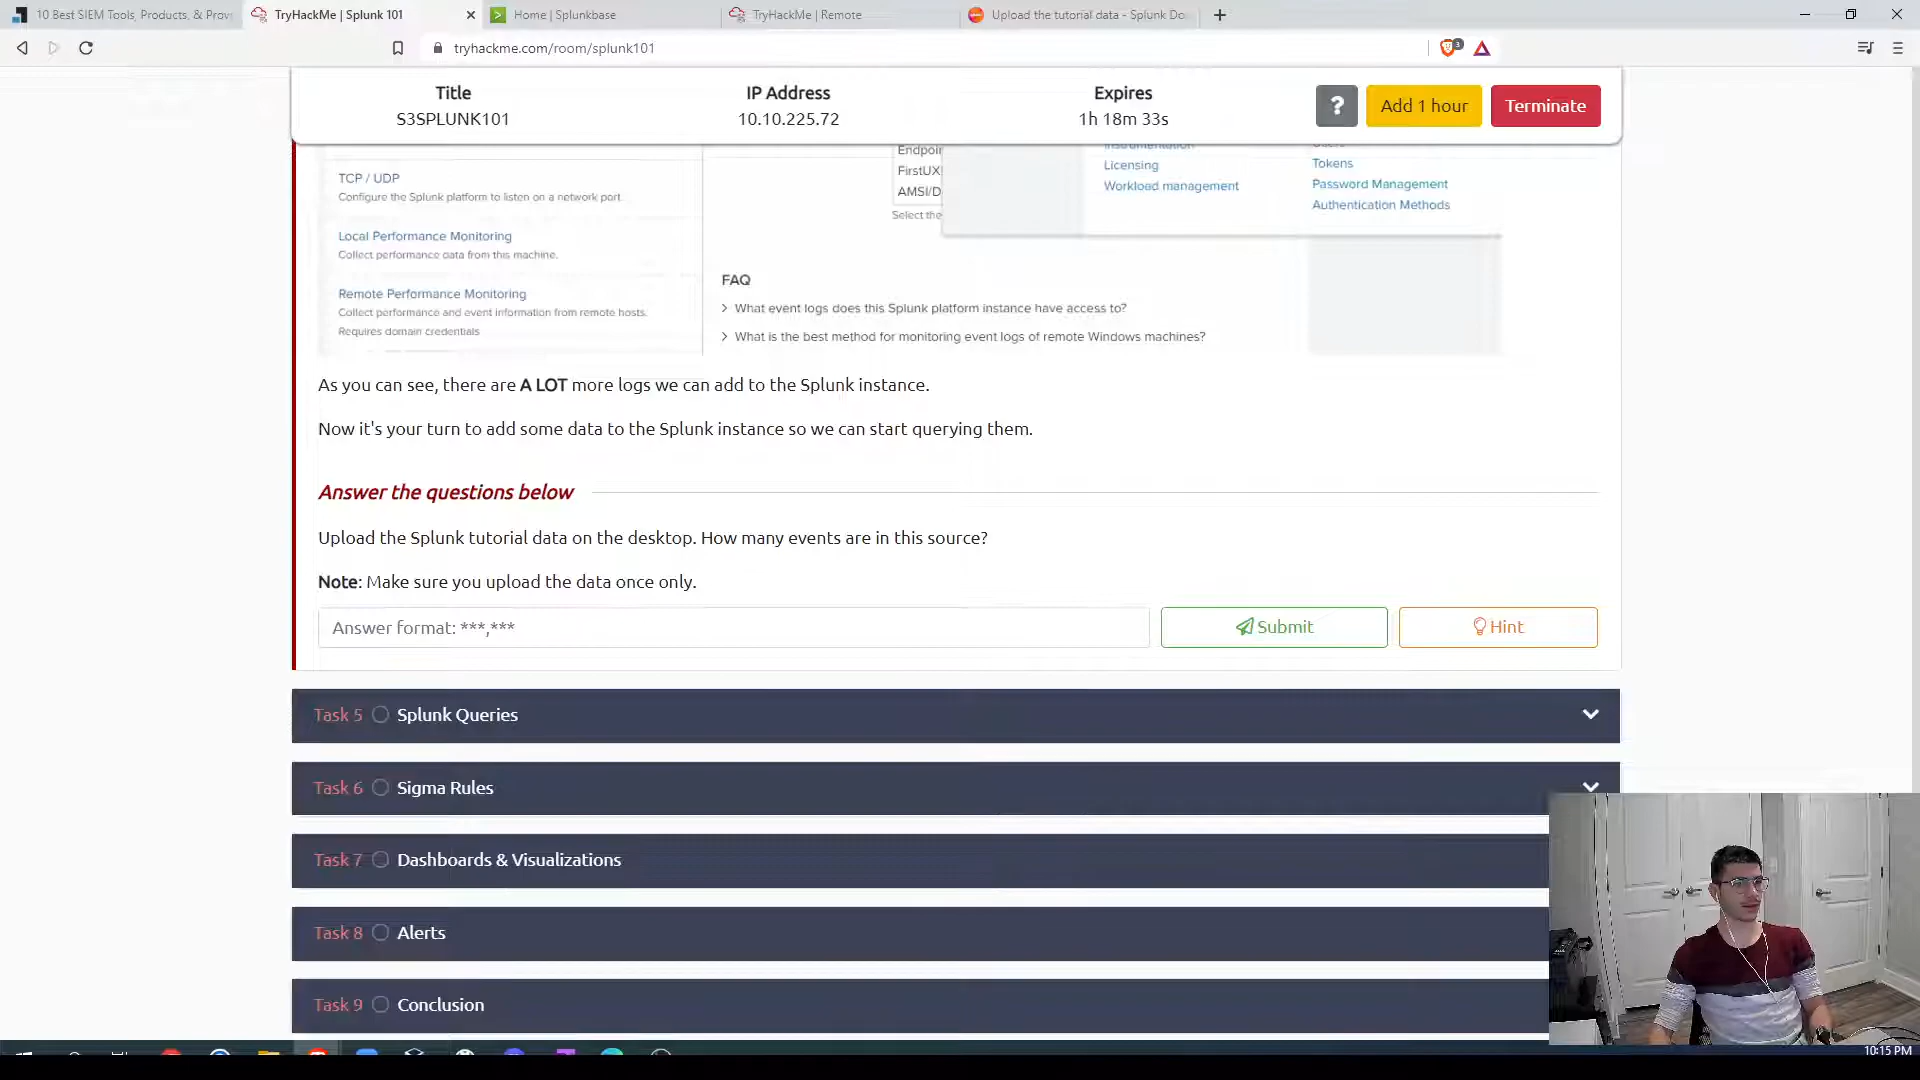 10 Best SIEM Tools, Products, & Prov
TryHackMe | Splunk 101
Home | Splunkbase
TryHackMe | Remote
Upload the tutorial data - Splunk Do
tryhackme.com/room/splunk101
3
Title
S3SPLUNK101
IP Address
10.10.225.72
Expires
1h 18m 33s
?
Add 1 hour
Terminate
TCP / UDP
Configure the Splunk platform to listen on a network port.
Local Performance Monitoring
Collect performance data from this machine.
Remote Performance Monitoring
Collect performance and event information from remote hosts.
Requires domain credentials
Endpoin
FirstUX
AMSI/D
Select the
Instrumentation
Licensing
Workload management
Tokens
Password Management
Authentication Methods
FAQ
What event logs does this Splunk platform instance have access to?
What is the best method for monitoring event logs of remote Windows machines?
As you can see, there are A LOT more logs we can add to the Splunk instance.
Now it's your turn to add some data to the Splunk instance so we can start querying them.
Answer the questions below
Upload the Splunk tutorial data on the desktop. How many events are in this source?
Note: Make sure you upload the data once only.
Answer format: ***,***
Submit
Hint
Task 5 Splunk Queries
Task 6 Sigma Rules
Task 7 Dashboards & Visualizations
Task 8 Alerts
Task 9 Conclusion
10:15 PM